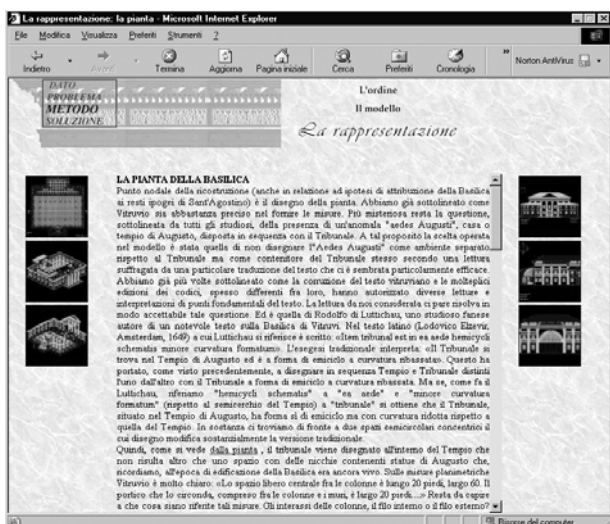 La rappresentazione: la pianta - Microsoft Internet Explorer
File Modifica Visualizza Preferiti Strumenti ?
Indietro Avanti Termina Aggiorna Pagina iniziale Cerca Preferiti Cronologia » Norton AntiVirus
DATO
PROBLEMA
METODO
SOLUZIONE
L'ordine
Il modello
La rappresentazione
LA PIANTA DELLA BASILICA
Punto nodale della ricostruzione (anche in relazione ad ipotesi di attribuzione della Basilica
ai resti ipogei di Sant'Agostino) è il disegno della pianta. Abbiamo già sottolineato come
Vitruvio sia abbastanza preciso nel fornire le misure. Più misteriosa resta la questione,
sottolineata da tutti gli studiosi, della presenza di un'anomala "aedes Augusti", casa o
tempio di Augusto, disposta in sequenza con il Tribunale. A tal proposito la scelta operata
nel modello è stata quella di non disegnare l'"Aedes Augusti" come ambiente separato
rispetto al Tribunale ma come contenitore del Tribunale stesso secondo una lettura
suffragata da una particolare traduzione del testo che ci è sembrata particolarmente efficace.
Abbiamo già più volte sottolineato come la corruzione del testo vitruviano e le molteplici
edizioni dei codici, spesso differenti fra loro, hanno autorizzato diverse letture e
interpretazioni di punti fondamentali del testo. La lettura da noi considerata ci pare risolva in
modo accettabile tale questione. Ed è quella di Rodolfo di Luttichau, uno studioso fanese
autore di un notevole testo sulla Basilica di Vitruvi. Nel testo latino (Lodovico Elzevir,
Amsterdam, 1649) a cui Luttichau si riferisce è scritto: «Item tribunal est in ea aede hemicycli
schematis minore curvatura formatum». L'esegesi tradizionale interpreta: «Il Tribunale si
trova nel Tempio di Augusto ed è a forma di emiciclo a curvatura ribassata». Questo ha
portato, come visto precedentemente, a disegnare in sequenza Tempio e Tribunale distinti
l'uno dall'altro con il Tribunale a forma di emiciclo a curvatura ribassata. Ma se, come fa il
Luttichau, rifenamo "hemicycli schematis" a "ea aede" e "minore curvatura
formatum" (rispetto al semicerchio del Tempio) a "tribunale" si ottiene che il Tribunale,
situato nel Tempio di Augusto, ha forma sì di emiciclo ma con curvatura ridotta rispetto a
quella del Tempio. In sostanza ci troviamo di fronte a due spazi semicircolari concentrici il
cui disegno modifica sostanzialmente la versione tradizionale.
Quindi, come si vede dalla pianta , il tribunale viene disegnato all'interno del Tempio che
non risulta altro che uno spazio con delle nicchie contenenti statue di Augusto che,
ricordiamo, all'epoca di edificazione della Basilica era ancora vivo. Sulle misure planimetriche
Vitruvio è molto chiaro: «Lo spazio libero centrale fra le colonne è lungo 20 piedi, largo 60. Il
portico che lo circonda, compreso fra le colonne e i muri, è largo 20 piedi...» Resta da capire
a che cosa siano riferite tali misure. Gli interassi delle colonne, il filo interno o il filo esterno?
Risorse del computer